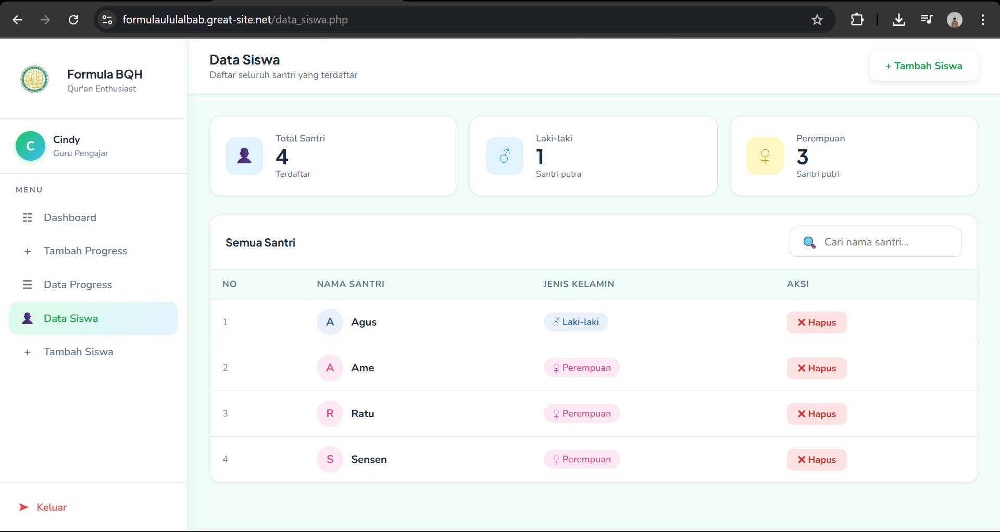 formulaululalbab.great-site.net/data_siswa.php
Formula BQH
Qur'an Enthusiast
C
Cindy
Guru Pengajar
MENU
Dashboard
+ Tambah Progress
Data Progress
Data Siswa
+ Tambah Siswa
Keluar
Data Siswa
Daftar seluruh santri yang terdaftar
+ Tambah Siswa
Total Santri
4
Terdaftar
♂
Laki-laki
1
Santri putra
♀
Perempuan
3
Santri putri
Semua Santri
Cari nama santri...
NO NAMA SANTRI JENIS KELAMIN AKSI
1 A Agus ♂ Laki-laki ✕ Hapus
2 A Ame ♀ Perempuan ✕ Hapus
3 R Ratu ♀ Perempuan ✕ Hapus
4 S Sensen ♀ Perempuan ✕ Hapus